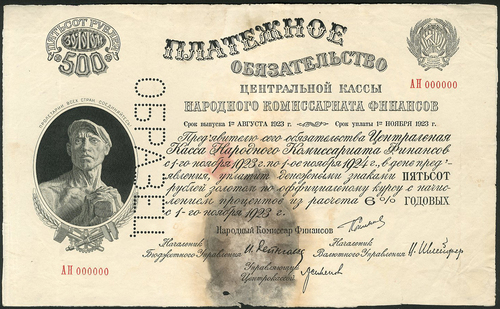 ПЯТЬСОТ РУБЛЕЙ
500
ПЛАТЕЖНОЕ
ОБЯЗАТЕЛЬСТВО
ЦЕНТРАЛЬНОЙ КАССЫ
НАРОДНОГО КОМИССАРИАТА ФИНАНСОВ
АН 000000
Срок выпуска 1го АВГУСТА 1923 г. Срок уплаты 1го НОЯБРЯ 1923 г.
ПРОЛЕТАРИИ ВСЕХ СТРАН, СОЕДИНЯЙТЕСЬ!
ОБРАЗЕЦ
Предъявителю сего обязательства Центральная
Касса Народного Комиссариата Финансов
с 1-го ноября 1923 г. по 1-ое ноября 1924 г., в день предъ-
явления, платит денежными знаками ПЯТЬСОТ
рублей золотом по официальному курсу с начис-
лением процентов из расчета 6% ГОДОВЫХ
с 1-го ноября 1923 г.
Народный Комиссар Финансов
Начальник
Бюджетного Управления
Начальник
Валютного Управления
Управляющий
Центрокассой
АН 000000